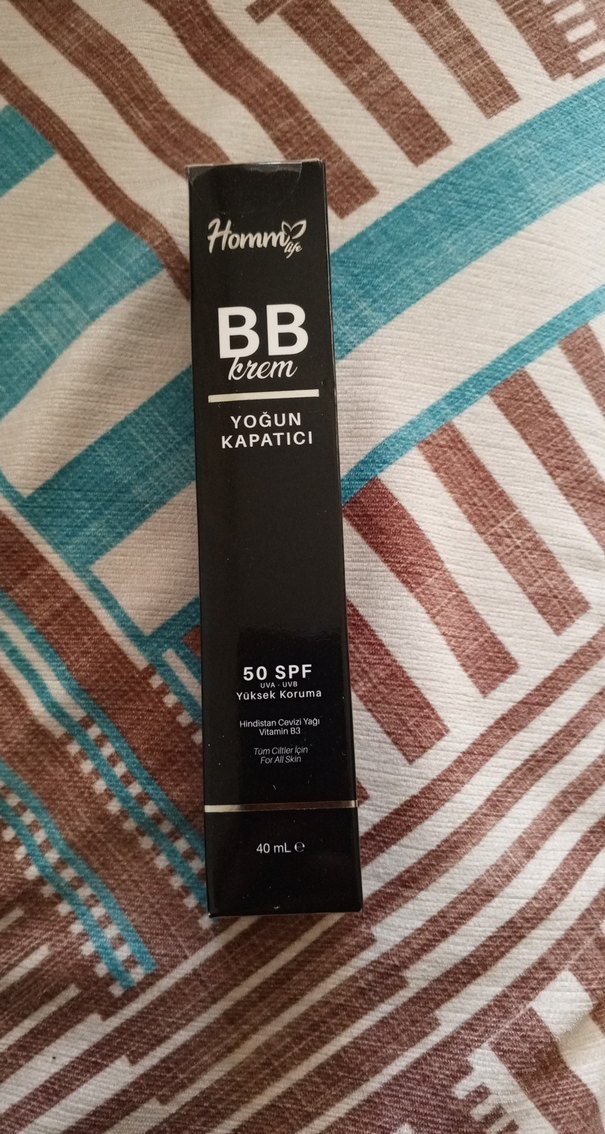 Homm
life
BB
krem
YOĞUN
KAPATICI
50 SPF
UVA - UVB
Yüksek Koruma
Hindistan Cevizi Yağı
Vitamin B3
Tüm Ciltler İçin
For All Skin
40 mL ℮